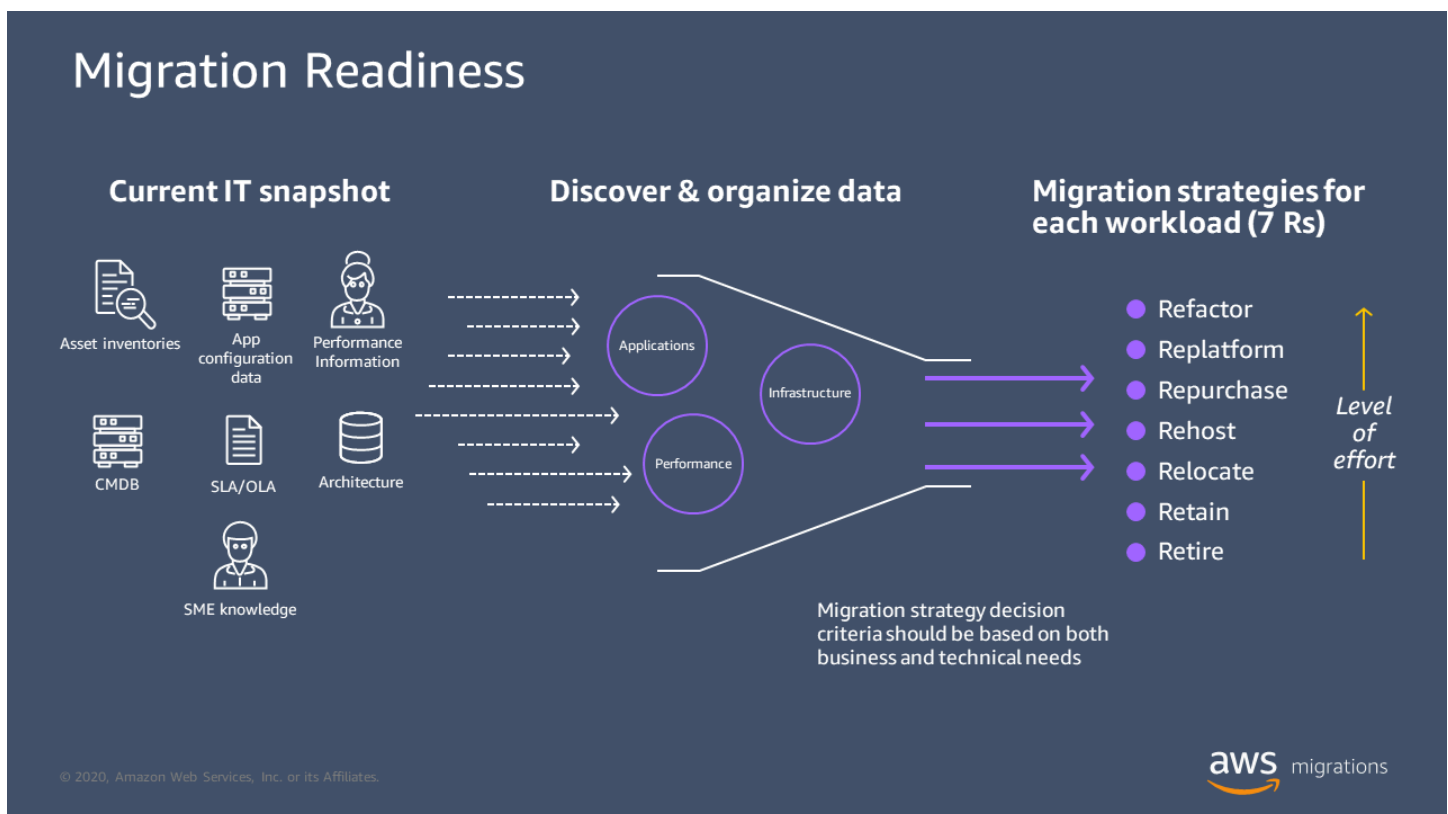 Migration Readiness
Current IT snapshot
Asset inventories
App
configuration
data
Performance
Information
CMDB
SLA/OLA
Architecture
SME knowledge
Discover & organize data
Applications
Infrastructure
Performance
Migration strategies for
each workload (7 Rs)
Refactor
Replatform
Repurchase
Rehost
Relocate
Retain
Retire
Level
of
effort
Migration strategy decision
criteria should be based on both
business and technical needs
© 2020, Amazon Web Services, Inc. or its Affiliates.
aws migrations